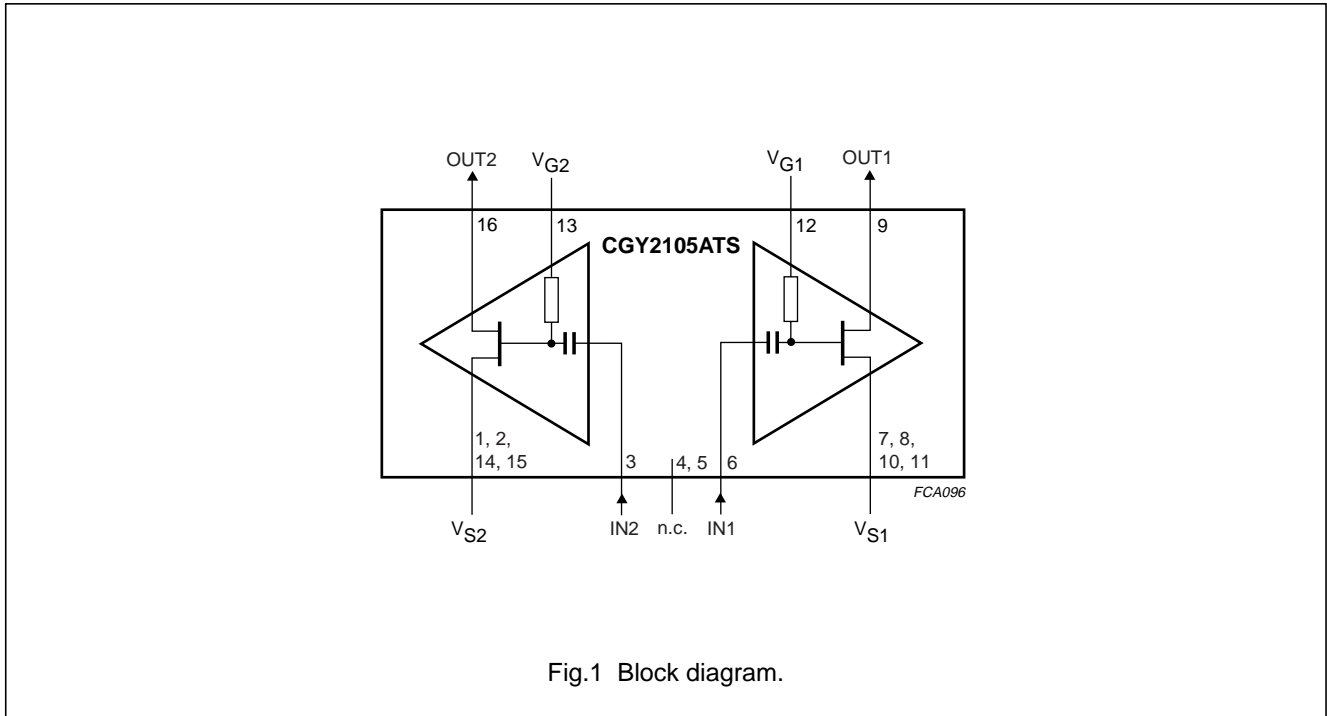 OUT2
VG2
VG1
OUT1
16
13
12
9
CGY2105ATS
1, 2,
14, 15
3
4, 5
6
7, 8,
10, 11
FCA096
VS2
IN2
n.c.
IN1
VS1
Fig.1 Block diagram.